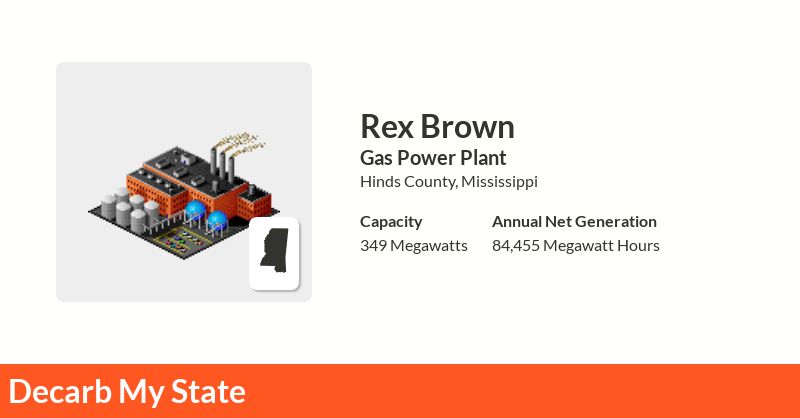 Rex Brown
Gas Power Plant
Hinds County, Mississippi
Capacity
349 Megawatts
Annual Net Generation
84,455 Megawatt Hours
Decarb My State